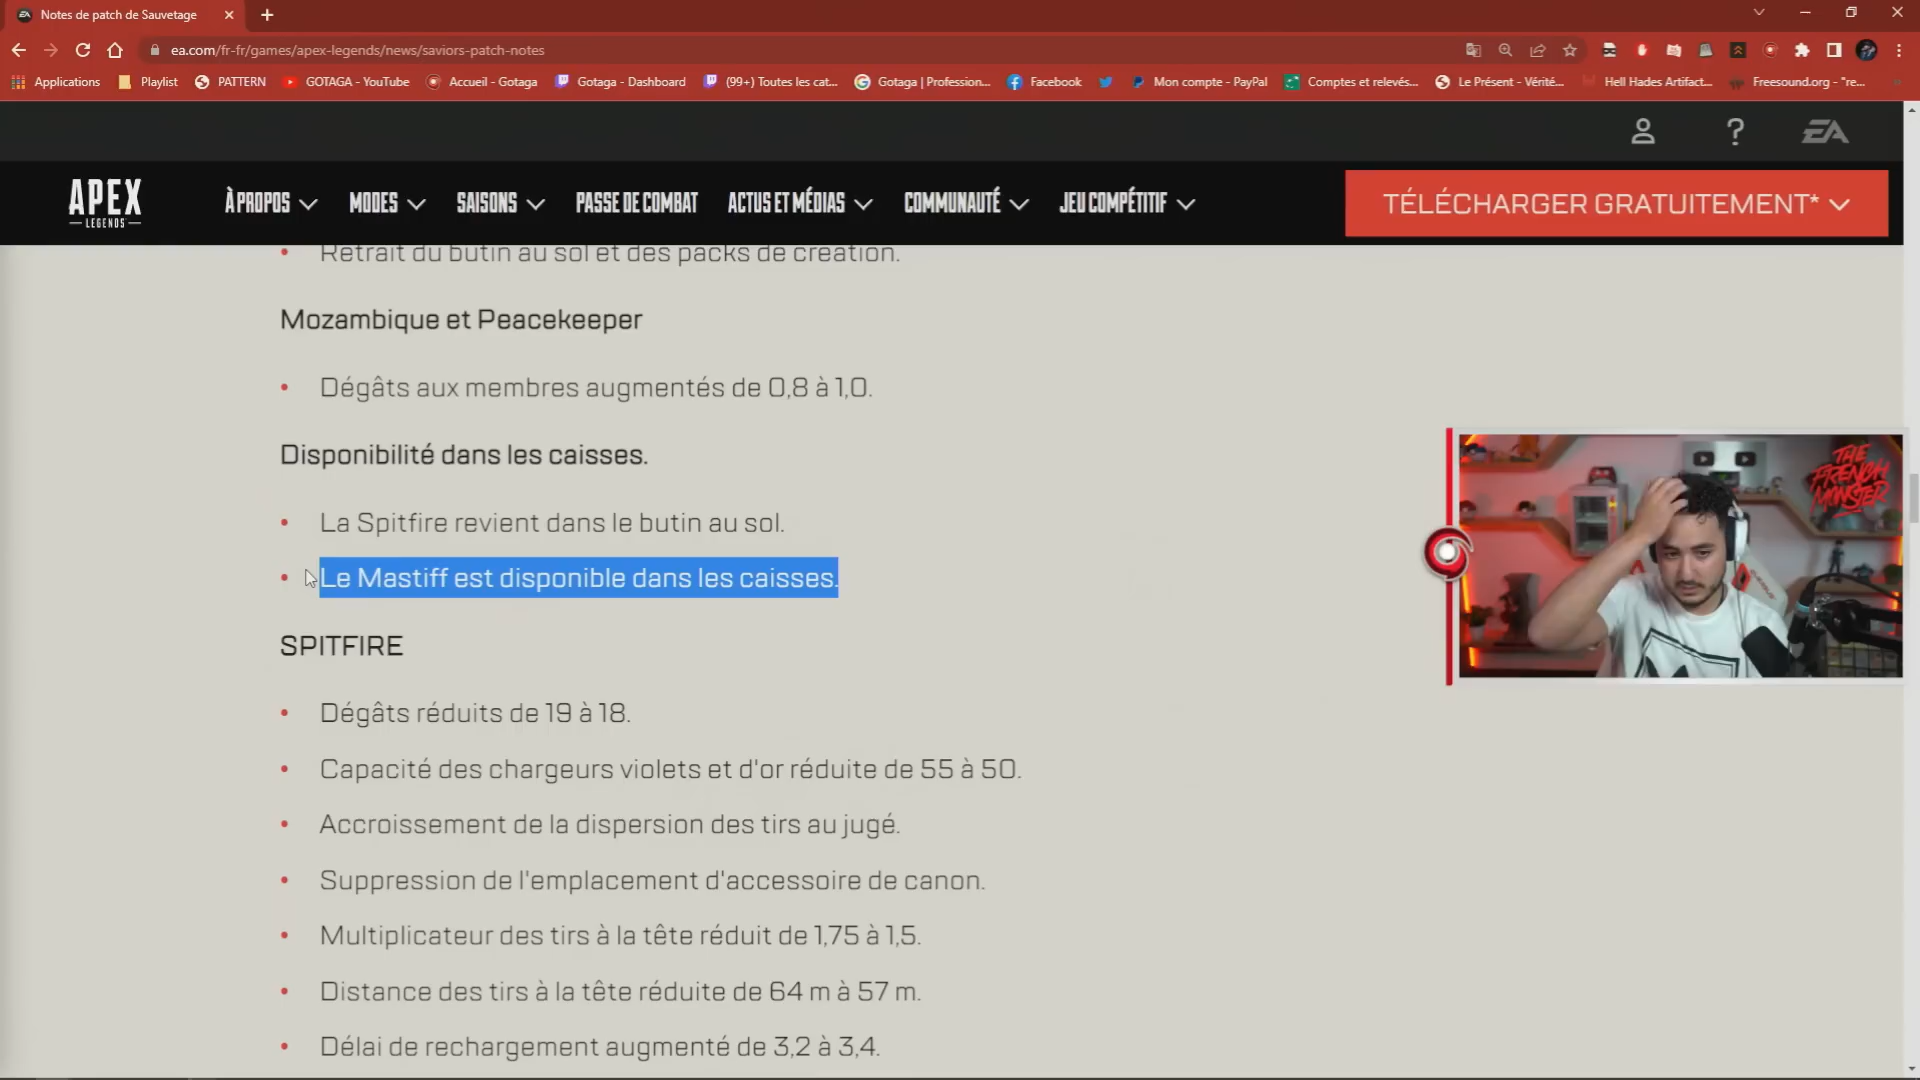 Notes de patch de Sauvetage
ea.com/fr-fr/games/apex-legends/news/saviors-patch-notes
Applications
Playlist
PATTERN
GOTAGA - YouTube
Accueil - Gotaga
Gotaga - Dashboard
(99+) Toutes les cat...
Gotaga | Profession...
Facebook
Mon compte - PayPal
Comptes et relevés...
Le Présent - Vérité...
Hell Hades Artifact...
Freesound.org - "re...
EA
APEX
LEGENDS
À PROPOS
MODES
SAISONS
PASSE DE COMBAT
ACTUS ET MÉDIAS
COMMUNAUTÉ
JEU COMPÉTITIF
TÉLÉCHARGER GRATUITEMENT*
Retrait du butin au sol et des packs de création.
Mozambique et Peacekeeper
Dégâts aux membres augmentés de 0,8 à 1,0.
Disponibilité dans les caisses.
La Spitfire revient dans le butin au sol.
Le Mastiff est disponible dans les caisses.
SPITFIRE
Dégâts réduits de 19 à 18.
Capacité des chargeurs violets et d'or réduite de 55 à 50.
Accroissement de la dispersion des tirs au jugé.
Suppression de l'emplacement d'accessoire de canon.
Multiplicateur des tirs à la tête réduit de 1,75 à 1,5.
Distance des tirs à la tête réduite de 64 m à 57 m.
Délai de rechargement augmenté de 3,2 à 3,4.
THE
FRENCH
MONSTER